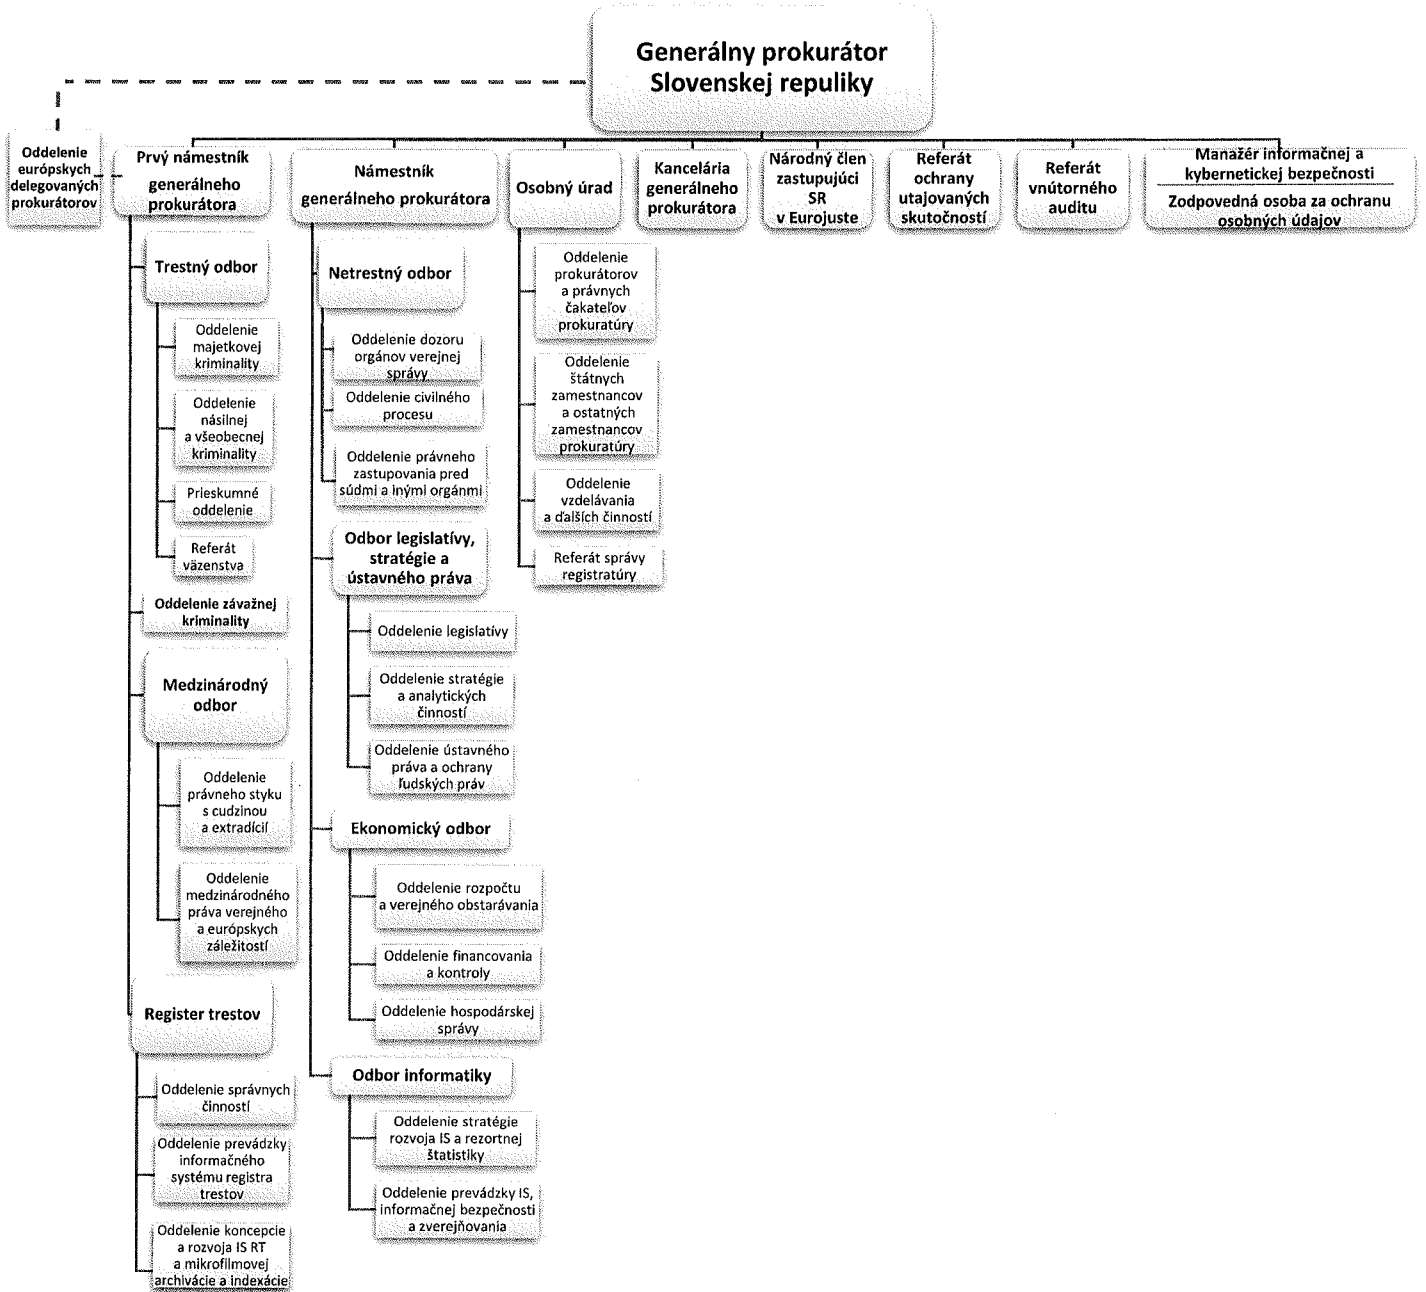 Generálny prokurátor
Slovenskej repuliky
Oddelenie
európskych
delegovaných
prokurátorov
Prvý námestník
generálneho
prokurátora
Námestník
generálneho prokurátora
Osobný úrad
Kancelária
generálneho
prokurátora
Národný člen
zastupujúci
SR
v Eurojuste
Referát
ochrany
utajovaných
skutočností
Referát
vnútorného
auditu
Manažér informačnej a
kybernetickej bezpečnosti
Zodpovedná osoba za ochranu
osobných údajov
Trestný odbor
Oddelenie
majetkovej
kriminality
Oddelenie
násilnej
a všeobecnej
kriminality
Prieskumné
oddelenie
Referát
väzenstva
Oddelenie závažnej
kriminality
Medzinárodný
odbor
Oddelenie
právneho styku
s cudzinou
a extradícií
Oddelenie
medzinárodného
práva verejného
a európskych
záležitostí
Register trestov
Oddelenie správnych
činností
Oddelenie prevádzky
informačného
systému registra
trestov
Oddelenie koncepcie
a rozvoja IS RT
a mikrofilmovej
archivácie a indexácie
Netrestný odbor
Oddelenie dozoru
orgánov verejnej
správy
Oddelenie civilného
procesu
Oddelenie právneho
zastupovania pred
súdmi a inými orgánmi
Odbor legislatívy,
stratégie a
ústavného práva
Oddelenie legislatívy
Oddelenie stratégie
a analytických
činností
Oddelenie ústavného
práva a ochrany
ľudských práv
Ekonomický odbor
Oddelenie rozpočtu
a verejného obstarávania
Oddelenie financovania
a kontroly
Oddelenie hospodárskej
správy
Odbor informatiky
Oddelenie stratégie
rozvoja IS a rezortnej
štatistiky
Oddelenie prevádzky IS,
informačnej bezpečnosti
a zverejňovania
Oddelenie
prokurátorov
a právnych
čakateľov
prokuratúry
Oddelenie
štátnych
zamestnancov
a ostatných
zamestnancov
prokuratúry
Oddelenie
vzdelávania
a ďalších činností
Referát správy
registratúry